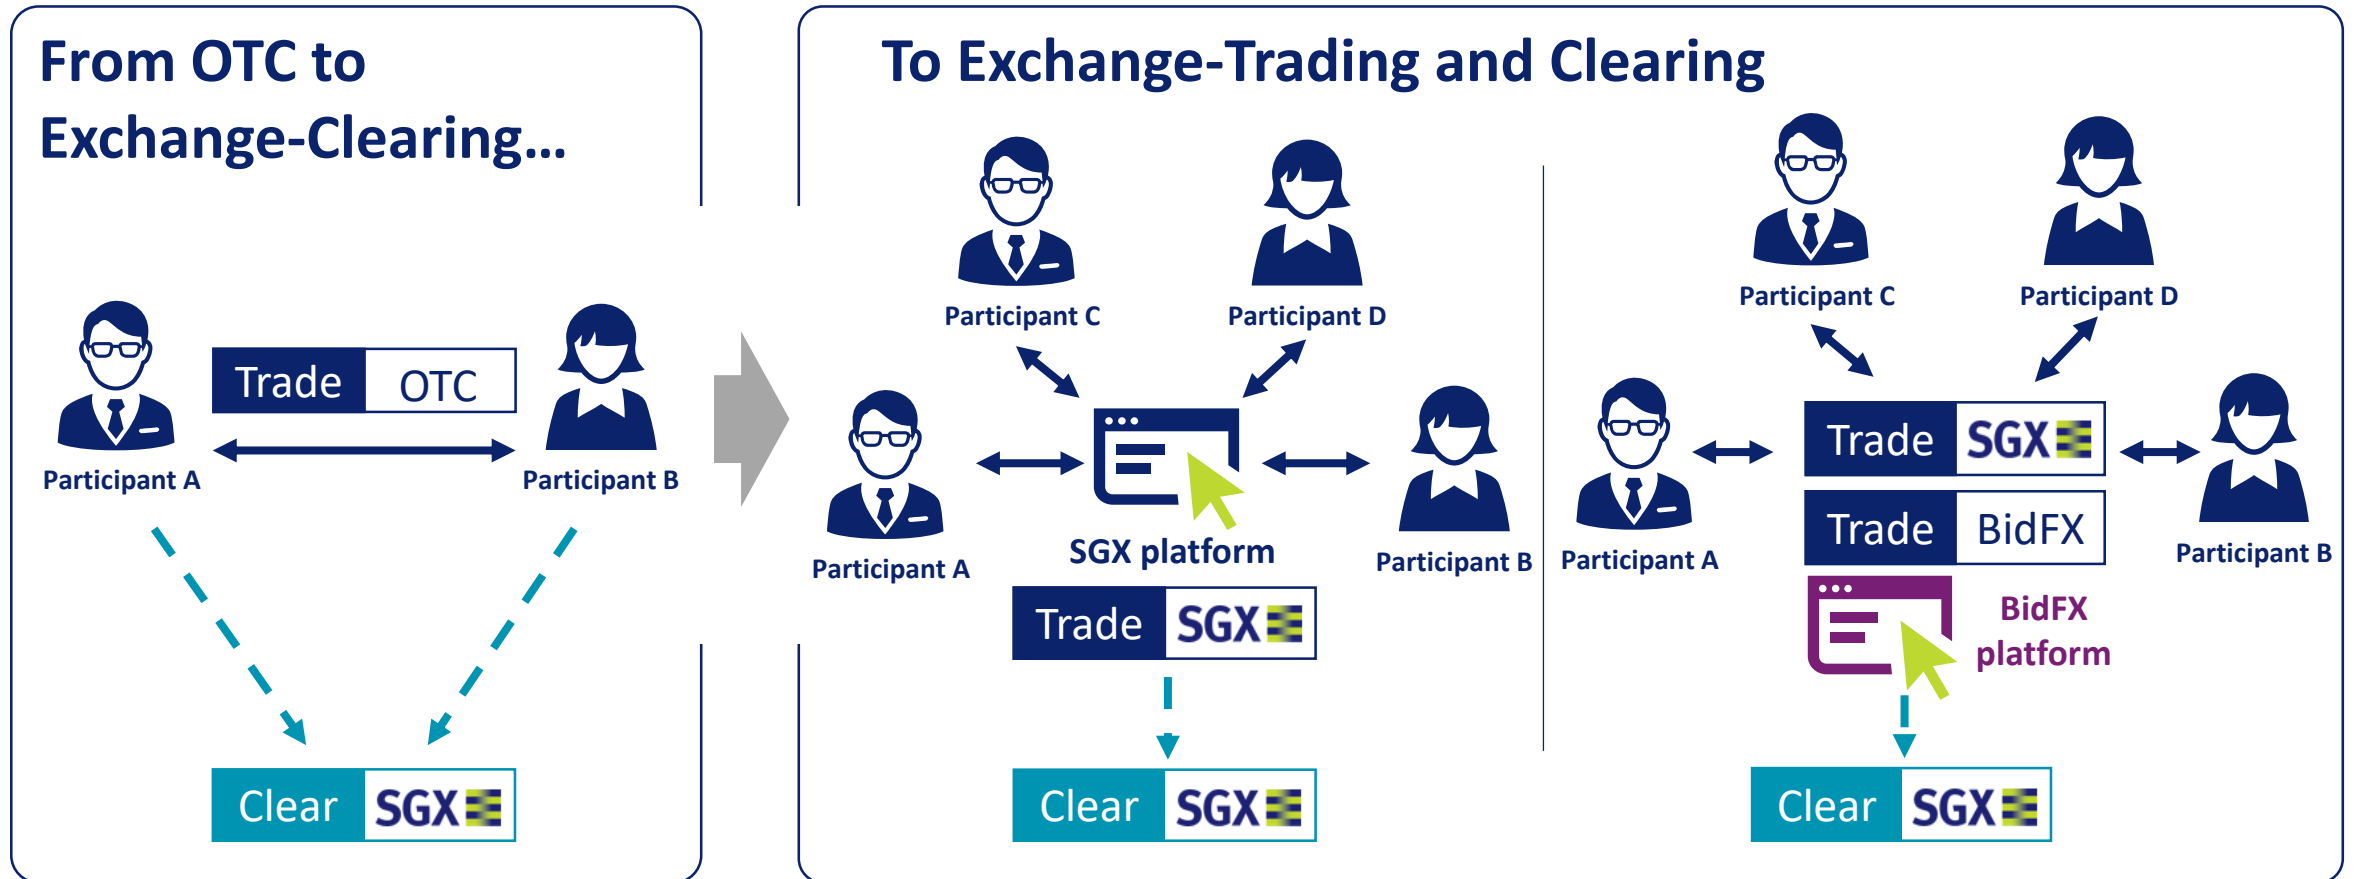 From OTC to
Exchange-Clearing...
Trade OTC
Participant A
Participant B
Clear SGX
To Exchange-Trading and Clearing
Participant C
Participant D
Participant A
SGX platform
Participant B
Trade SGX
Clear SGX
Participant C
Participant D
Trade SGX
Trade BidFX
Participant A
Participant B
BidFX
platform
Clear SGX